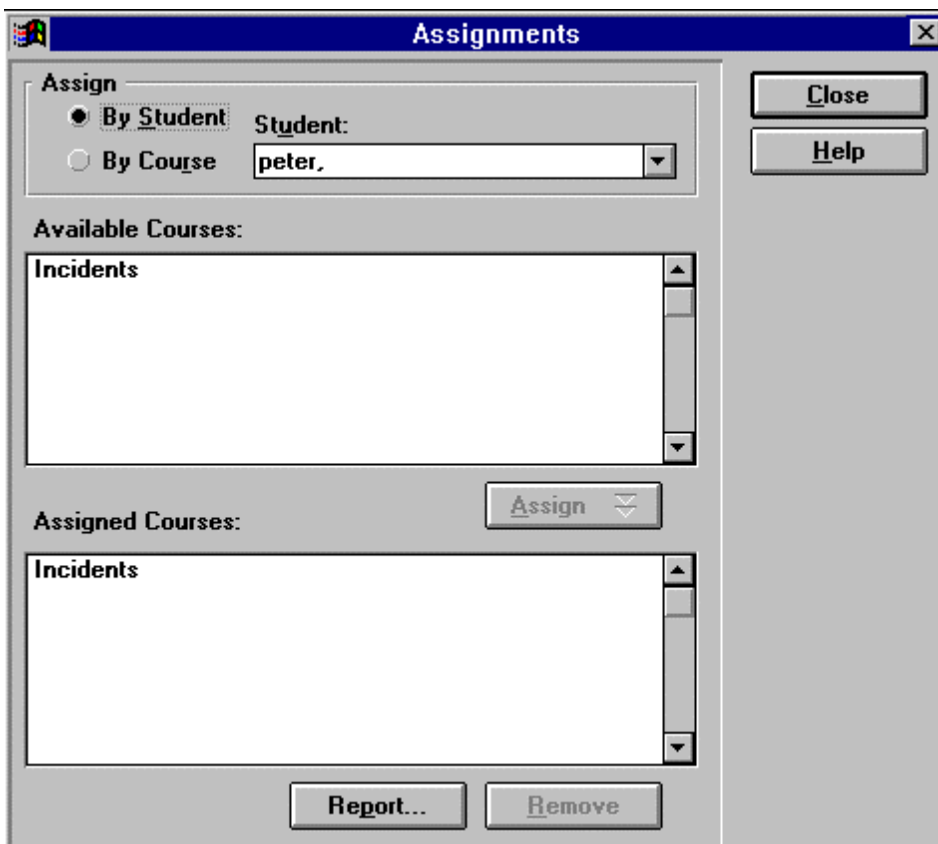 Assignments
Assign
By Student
Student:
By Course
peter,
Close
Help
Available Courses:
Incidents
Assign
Assigned Courses:
Incidents
Report...
Remove